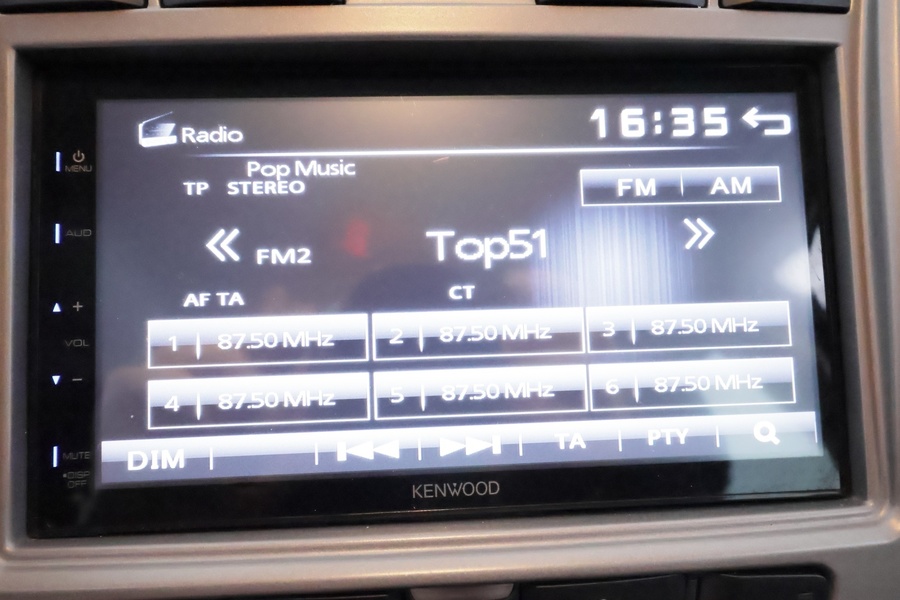 Radio 16:35
MENU
Pop Music
TP STEREO
FM | AM
AUD
FM2 Top51
AF TA CT
+
1 | 87.50 MHz 2 | 87.50 MHz 3 | 87.50 MHz
VOL
-
4 | 87.50 MHz 5 | 87.50 MHz 6 | 87.50 MHz
DIM TA PTY
MUTE
•DISP
OFF
KENWOOD